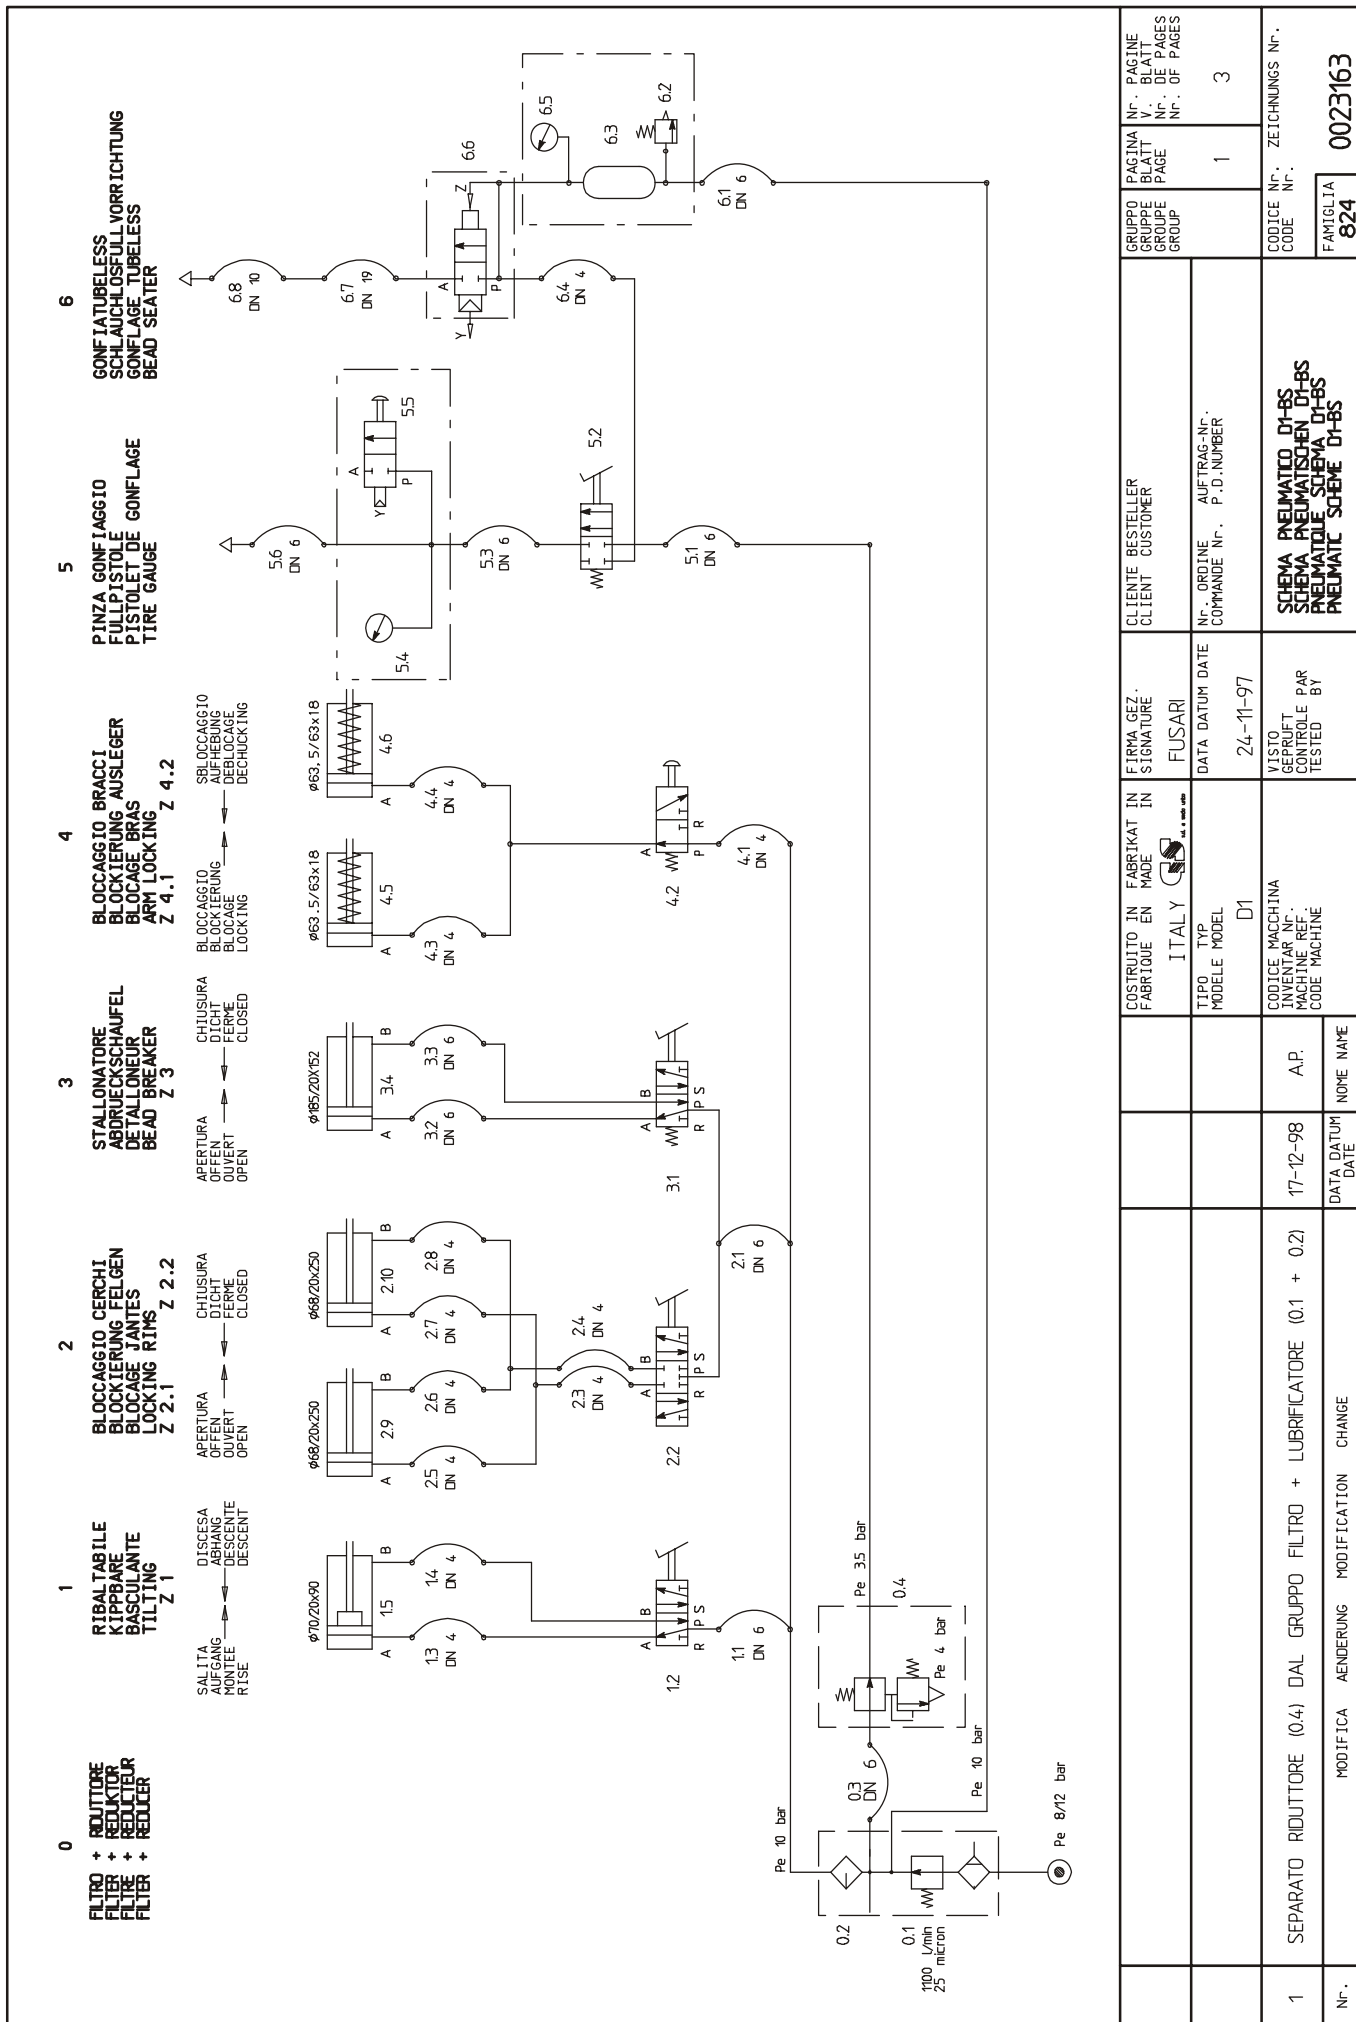 0
FILTRO + RIDUTTORE
FILTER + REDUKTOR
FILTRE + REDUCTEUR
FILTER + REDUCER
1
RIBALTABILE
KIPPBARE
BASCULANTE
TILTING
Z 1
SALITA
AUFGANG
MONTEE
RISE
DISCESA
ABHANG
DESCENTE
DESCENT
2
BLOCCAGGIO CERCHI
BLOCKIERUNG FELGEN
BLOCAGE JANTES
LOCKING RIMS
Z 2.1 Z 2.2
APERTURA
OFFEN
OUVERT
OPEN
CHIUSURA
DICHT
FERME
CLOSED
3
STALLONATORE
ABDRUECKSCHAUFEL
DETALLONEUR
BEAD BREAKER
Z 3
APERTURA
OFFEN
OUVERT
OPEN
CHIUSURA
DICHT
FERME
CLOSED
4
BLOCCAGGIO BRACCI
BLOCKIERUNG AUSLEGER
BLOCAGE BRAS
ARM LOCKING
Z 4.1 Z 4.2
BLOCCAGGIO
BLOCKIERUNG
BLOCAGE
LOCKING
SBLOCCAGGIO
AUFHEBUNG
DEBLOCAGE
DECHUCKING
5
PINZA GONFIAGGIO
FULLPISTOLE
PISTOLET DE GONFLAGE
TIRE GAUGE
6
GONFIATUBELESS
SCHLAUCHLOSFULLVORRICHTUNG
GONFLAGE TUBELESS
BEAD SEATER
ø70/20x90
1.5
A
B
1.3
DN 4
1.4
DN 4
A B
R P S
1.2
1.1
DN 6
ø68/20x250
2.9
A
B
ø68/20x250
2.10
A
B
2.5
DN 4
2.6
DN 4
2.7
DN 4
2.8
DN 4
2.3
DN 4
2.4
DN 4
A B
R P S
2.2
2.1
DN 6
ø185/20X152
3.4
A
B
3.2
DN 6
3.3
DN 6
A B
R P S
3.1
ø63.5/63x18
4.5
A
ø63.5/63x18
4.6
A
4.3
DN 4
4.4
DN 4
A
P R
4.2
4.1
DN 4
5.6
DN 6
5.4
5.5
Y
A
P
5.3
DN 6
5.2
5.1
DN 6
6.8
DN 10
6.7
DN 19
6.6
Y
A
P
Z
6.4
DN 4
6.5
6.3
6.2
6.1
DN 6
Pe 10 bar
0.2
0.1
1100 l/min
25 micron
0.3
DN 6
Pe 10 bar
Pe 8/12 bar
Pe 3.5 bar
0.4
Pe 4 bar
1
SEPARATO RIDUTTORE (0.4) DAL GRUPPO FILTRO + LUBRIFICATORE (0.1 + 0.2)
17-12-98
A.P.
Nr.
MODIFICA AENDERUNG MODIFICATION CHANGE
DATA DATUM
DATE
NOME NAME
COSTRUITO IN FABRIKAT IN
FABRIQUE EN MADE IN
ITALY
TIPO TYP
MODELE MODEL
D1
CODICE MACCHINA
INVENTAR Nr.
MACHINE REF.
CODE MACHINE
FIRMA GEZ.
SIGNATURE
FUSARI
DATA DATUM DATE
24-11-97
VISTO
GEPRUFT
CONTROLE PAR
TESTED BY
CLIENTE BESTELLER
CLIENT CUSTOMER
Nr. ORDINE AUFTRAG-Nr.
COMMANDE Nr. P.D.NUMBER
SCHEMA PNEUMATICO D1-BS
SCHEMA PNEUMATISCHEN D1-BS
PNEUMATIQUE SCHEMA D1-BS
PNEUMATIC SCHEME D1-BS
GRUPPO
GRUPPE
GROUPE
GROUP
PAGINA
BLATT
PAGE
1
Nr. PAGINE
V. BLATT
Nr. DE PAGES
Nr. OF PAGES
3
CODICE Nr. ZEICHNUNGS Nr.
CODE Nr.
FAMIGLIA
824
0023163